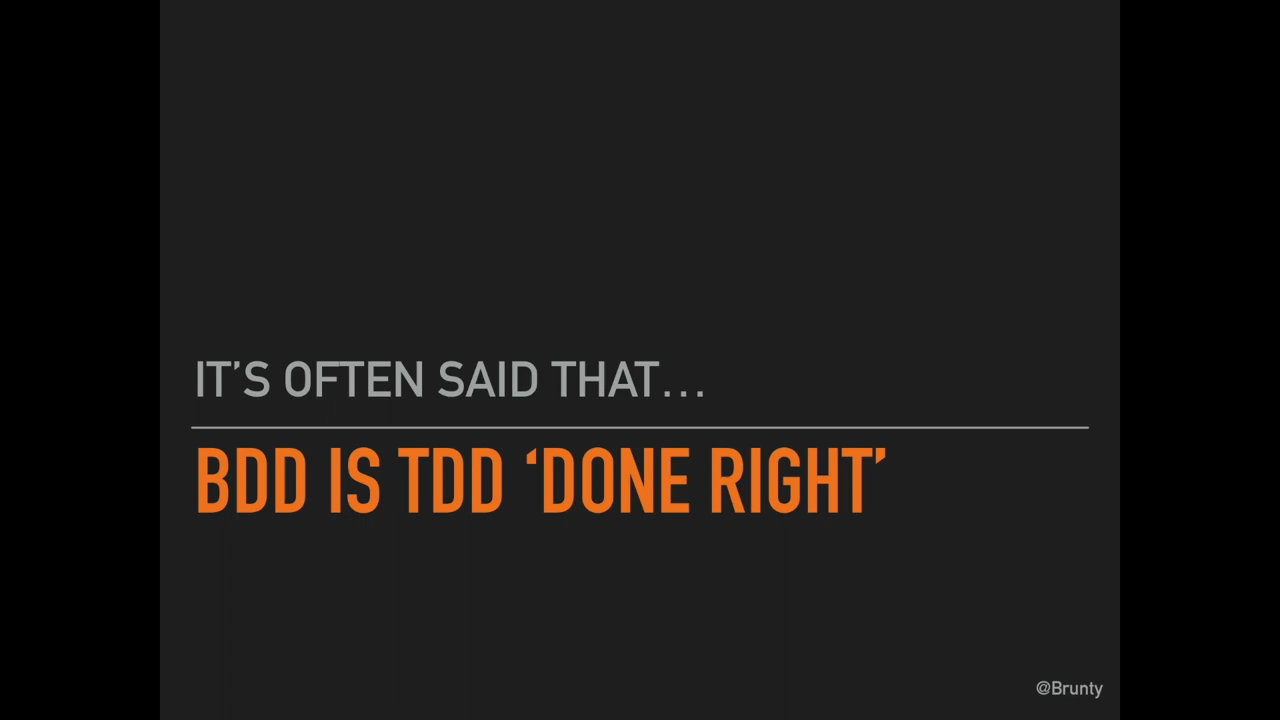 IT’S OFTEN SAID THAT…
BDD IS TDD ‘DONE RIGHT’
@Brunty